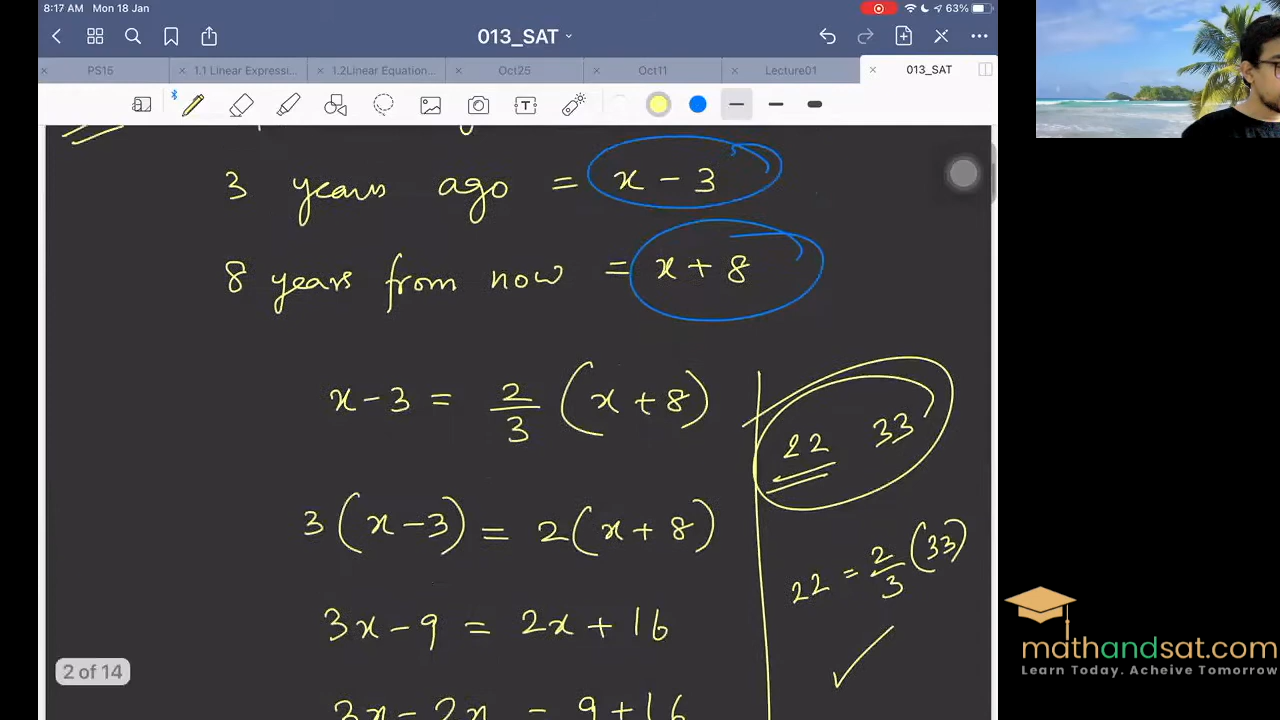 8:17 AM Mon 18 Jan
63%
013_SAT
PS16
1.1 Linear Expressi...
1.2Linear Equation...
Oct25
Oct11
Lecture01
013_SAT
3 years ago = x - 3
8 years from now = x + 8
x - 3 = 2/3 (x + 8)
3(x - 3) = 2(x + 8)
3x - 9 = 2x + 16
3x - 2x = 9 + 16
22 33
22 = 2/3 (33)
2 of 14
mathandsat.com
Learn Today. Acheive Tomorrow